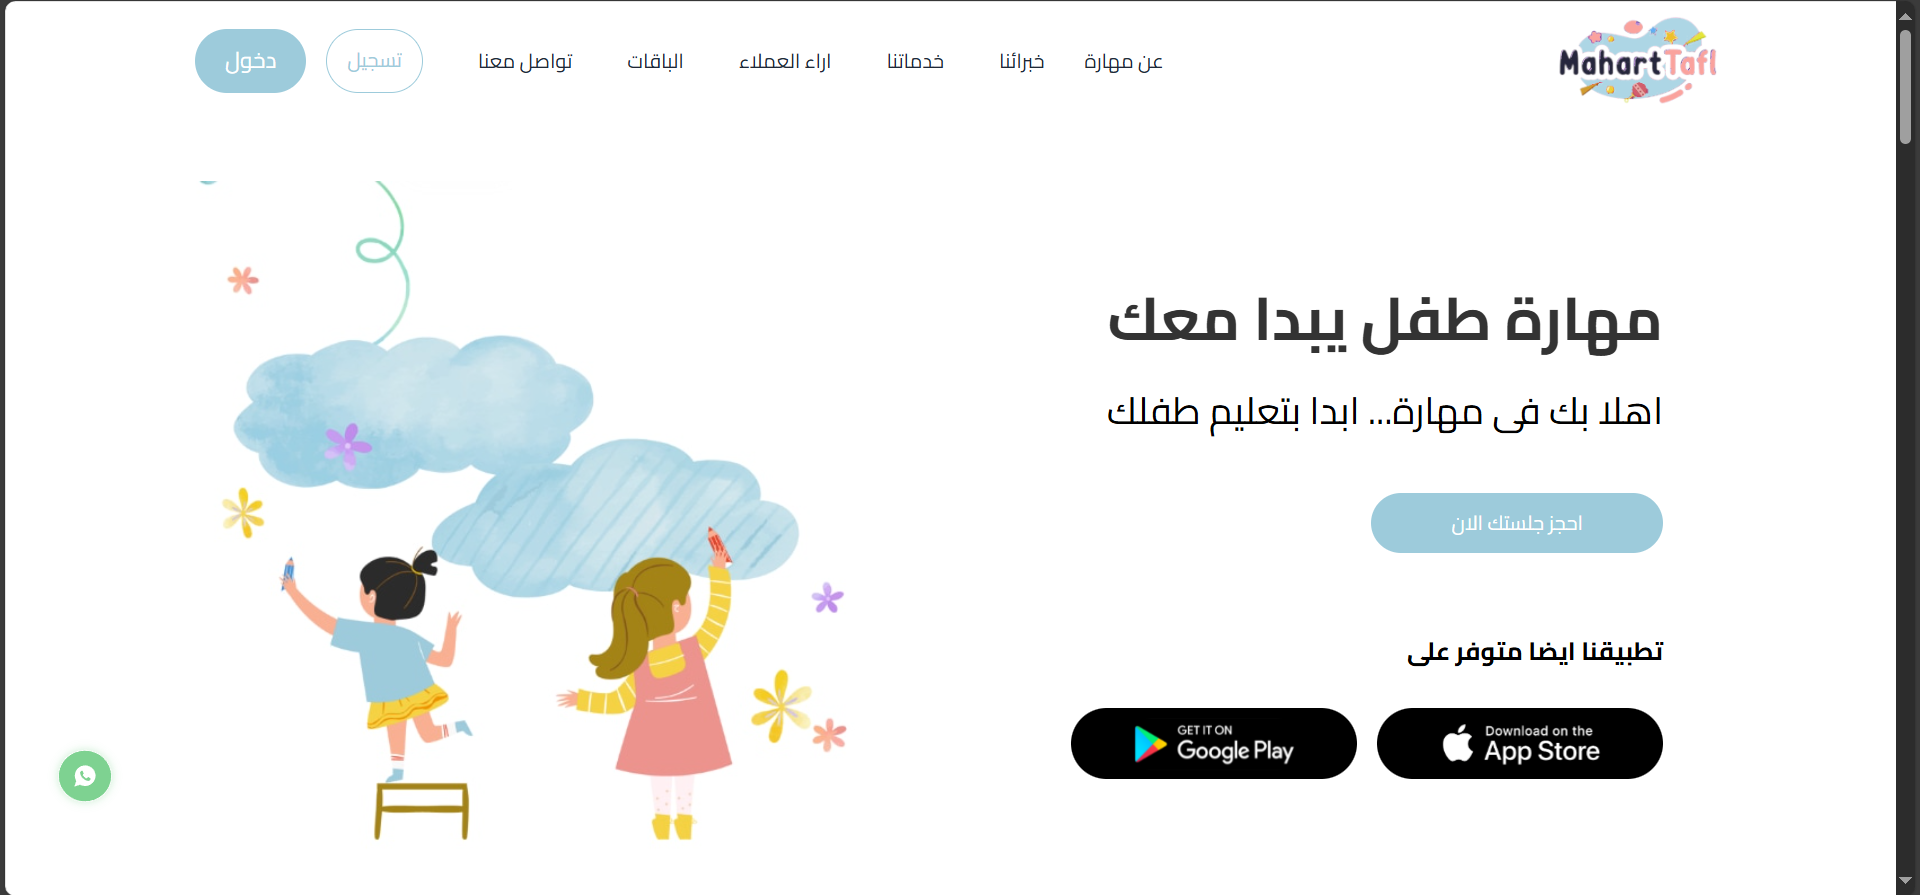 MahartTafl
عن مهارة
خبرائنا
خدماتنا
اراء العملاء
الباقات
تواصل معنا
تسجيل
دخول
مهارة طفل يبدا معك
اهلا بك فى مهارة... ابدا بتعليم طفلك
احجز جلستك الان
تطبيقنا ايضا متوفر على
Download on the
App Store
GET IT ON
Google Play